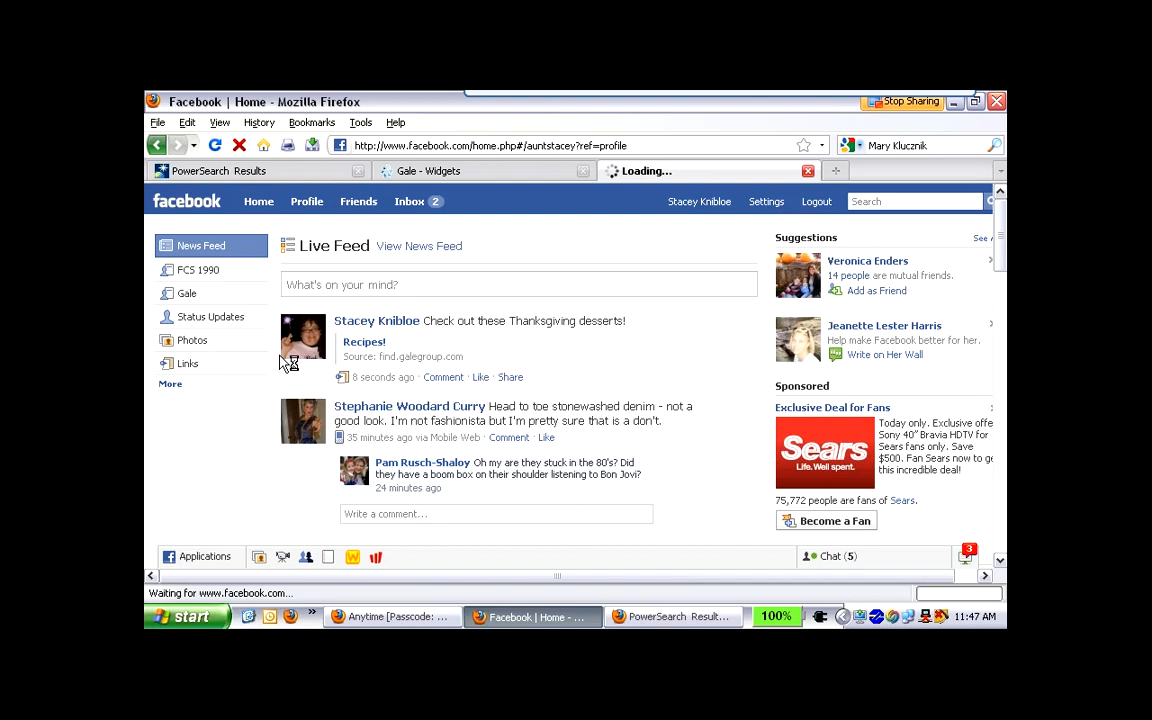 Facebook | Home - Mozilla Firefox
Stop Sharing
File Edit View History Bookmarks Tools Help
http://www.facebook.com/home.php#/auntstacey?ref=profile
Mary Klucznik
PowerSearch Results
Gale - Widgets
Loading...
facebook Home Profile Friends Inbox 2
Stacey Knibloe Settings Logout Search
News Feed
FCS 1990
Gale
Status Updates
Photos
Links
More
Live Feed View News Feed
What's on your mind?
Stacey Knibloe Check out these Thanksgiving desserts!
Recipes!
Source: find.galegroup.com
8 seconds ago · Comment · Like · Share
Stephanie Woodard Curry Head to toe stonewashed denim - not a
good look. I'm not fashionista but I'm pretty sure that is a don't.
35 minutes ago via Mobile Web · Comment · Like
Pam Rusch-Shaloy Oh my are they stuck in the 80's? Did
they have a boom box on their shoulder listening to Bon Jovi?
24 minutes ago
Write a comment...
Suggestions
See
Veronica Enders
14 people are mutual friends.
Add as Friend
Jeanette Lester Harris
Help make Facebook better for her.
Write on Her Wall
Sponsored
Exclusive Deal for Fans
Sears
Life. Well spent.
Today only. Exclusive offe
Sony 40" Bravia HDTV for
Sears fans only. Save
$500. Fan Sears now to ge
this incredible deal!
75,772 people are fans of Sears.
Become a Fan
Applications
W
Chat (5)
3
Waiting for www.facebook.com...
start
Anytime [Passcode: ...
Facebook | Home - ...
PowerSearch Result...
100%
11:47 AM